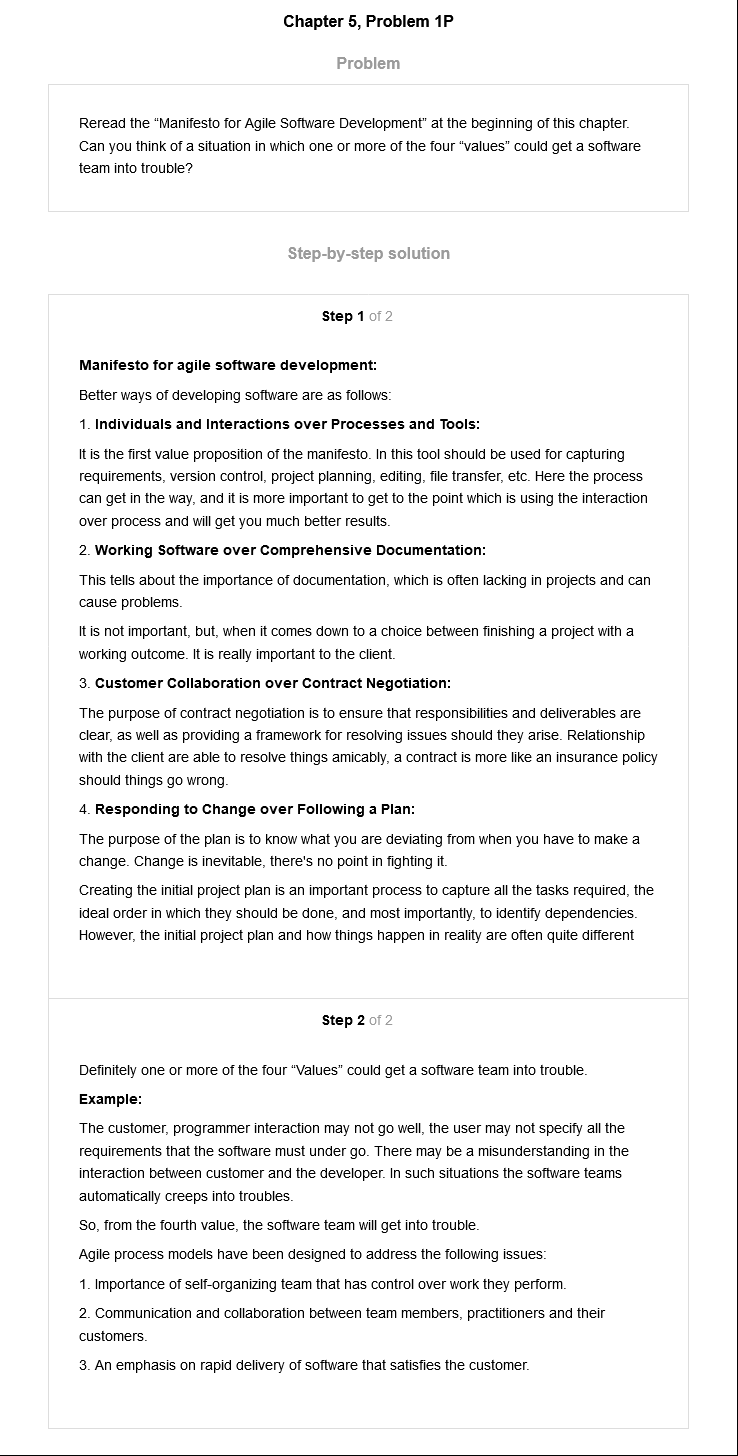 Chapter 5, Problem 1P
Problem
Reread the “Manifesto for Agile Software Development” at the beginning of this chapter.
Can you think of a situation in which one or more of the four “values” could get a software
team into trouble?
Step-by-step solution
Step 1 of 2
Manifesto for agile software development:
Better ways of developing software are as follows:
1. Individuals and Interactions over Processes and Tools:
It is the first value proposition of the manifesto. In this tool should be used for capturing
requirements, version control, project planning, editing, file transfer, etc. Here the process
can get in the way, and it is more important to get to the point which is using the interaction
over process and will get you much better results.
2. Working Software over Comprehensive Documentation:
This tells about the importance of documentation, which is often lacking in projects and can
cause problems.
It is not important, but, when it comes down to a choice between finishing a project with a
working outcome. It is really important to the client.
3. Customer Collaboration over Contract Negotiation:
The purpose of contract negotiation is to ensure that responsibilities and deliverables are
clear, as well as providing a framework for resolving issues should they arise. Relationship
with the client are able to resolve things amicably, a contract is more like an insurance policy
should things go wrong.
4. Responding to Change over Following a Plan:
The purpose of the plan is to know what you are deviating from when you have to make a
change. Change is inevitable, there's no point in fighting it.
Creating the initial project plan is an important process to capture all the tasks required, the
ideal order in which they should be done, and most importantly, to identify dependencies.
However, the initial project plan and how things happen in reality are often quite different
Step 2 of 2
Definitely one or more of the four “Values” could get a software team into trouble.
Example:
The customer, programmer interaction may not go well, the user may not specify all the
requirements that the software must under go. There may be a misunderstanding in the
interaction between customer and the developer. In such situations the software teams
automatically creeps into troubles.
So, from the fourth value, the software team will get into trouble.
Agile process models have been designed to address the following issues:
1. Importance of self-organizing team that has control over work they perform.
2. Communication and collaboration between team members, practitioners and their
customers.
3. An emphasis on rapid delivery of software that satisfies the customer.